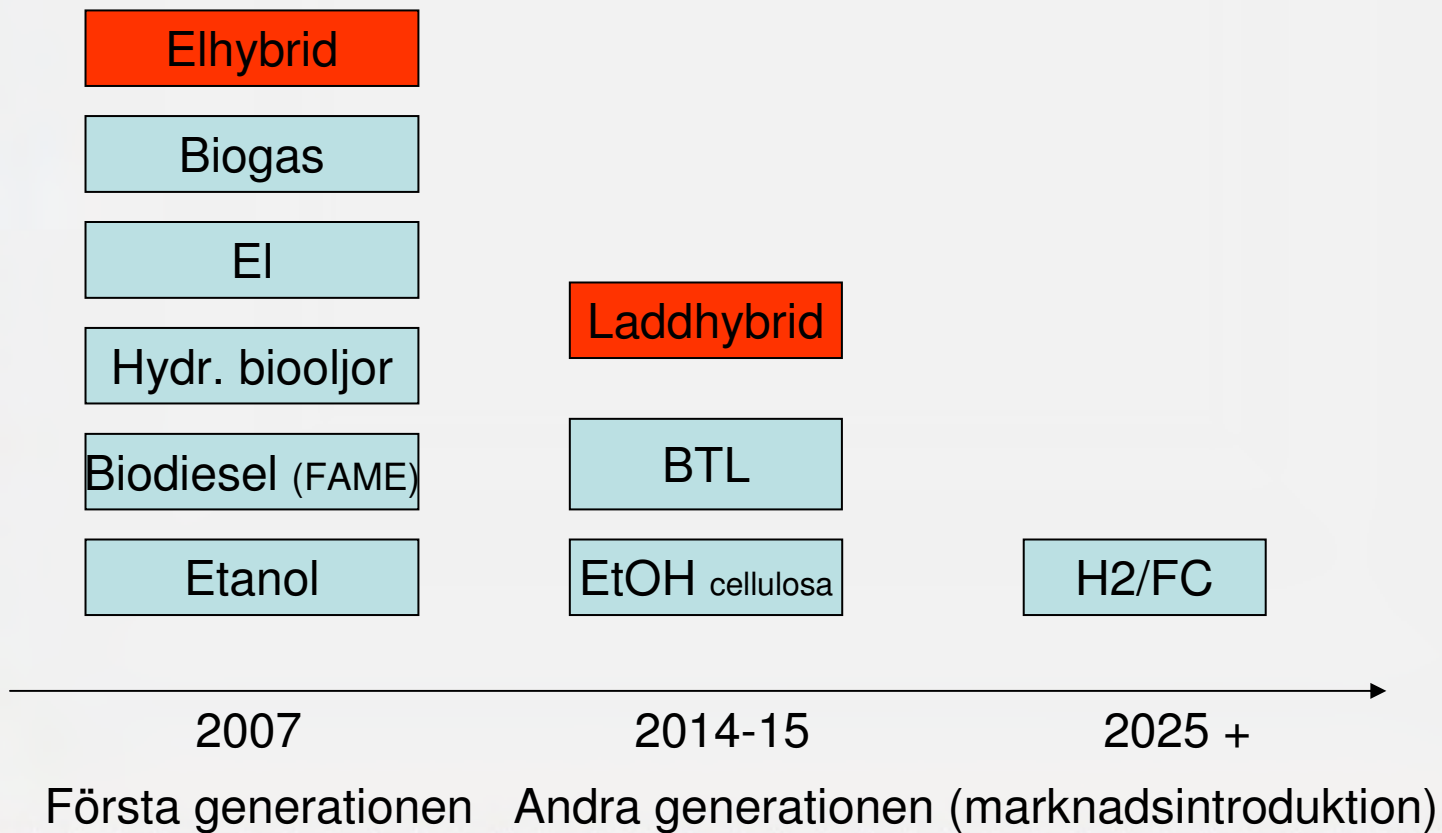 Elhybrid
Biogas
El
Hydr. biooljor
Biodiesel (FAME)
Etanol
Laddhybrid
BTL
EtOH cellulosa
H2/FC
2007
2014-15
2025 +
Första generationen
Andra generationen (marknadsintroduktion)